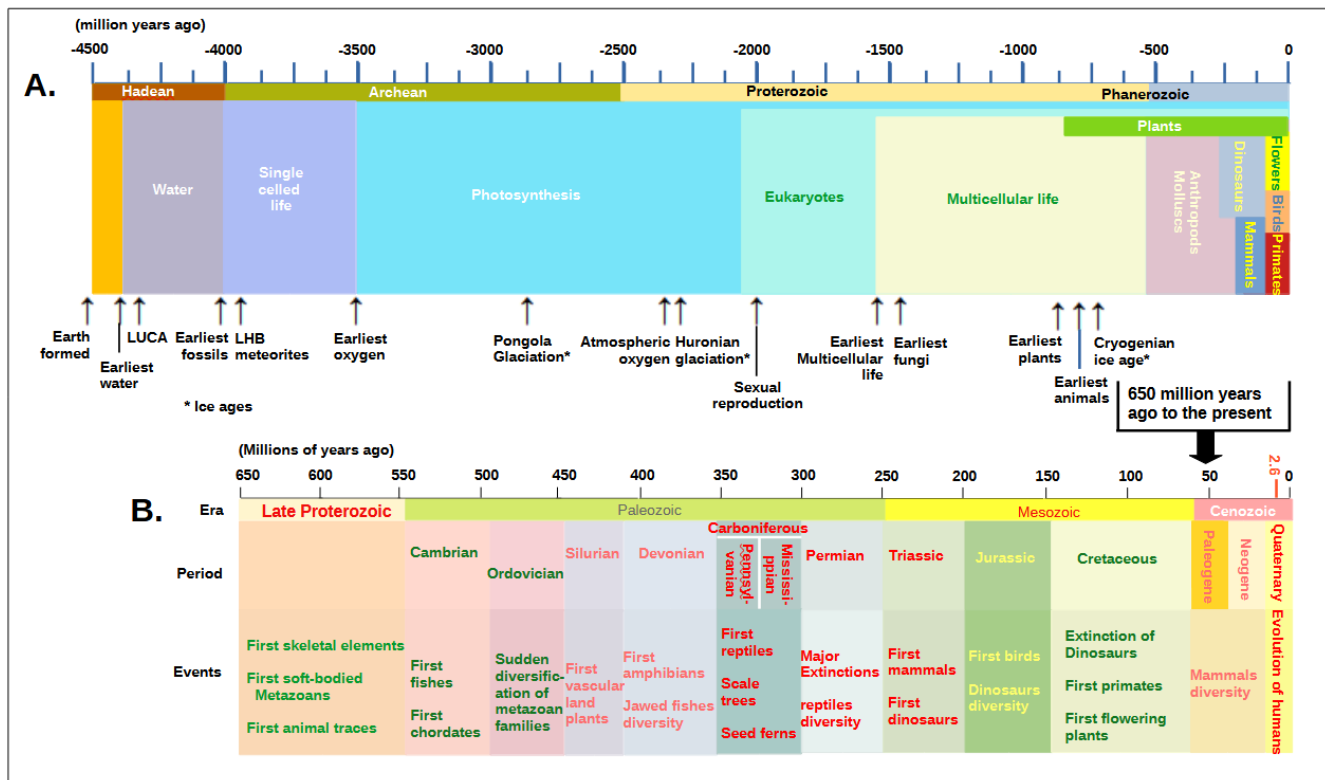 (million years ago)
-4500 -4000 -3500 -3000 -2500 -2000 -1500 -1000 -500 0
A.
Hadean Archean Proterozoic Phanerozoic
Plants
Water
Single
celled
life
Photosynthesis
Eukaryotes
Multicellular life
Anthropods
Molluscs
Dinosaurs
Mammals
Flowers
Birds
Primates
Earth
formed
Earliest
water
LUCA
Earliest
fossils
LHB
meteorites
Earliest
oxygen
Pongola
Glaciation*
Atmospheric
oxygen
Huronian
glaciation*
Sexual
reproduction
Earliest
Multicellular
life
Earliest
fungi
Earliest
plants
Earliest
animals
Cryogenian
ice age*
* Ice ages
650 million years
ago to the present
(Millions of years ago)
650 600 550 500 450 400 350 300 250 200 150 100 50 2.6 0
B.
Era Late Proterozoic Paleozoic Mesozoic Cenozoic
Period
Cambrian
Ordovician
Silurian
Devonian
Carboniferous
Pennsyl-
vanian
Mississi-
ppian
Permian
Triassic
Jurassic
Cretaceous
Paleogene
Neogene
Quaternary
Events
First skeletal elements
First soft-bodied
Metazoans
First animal traces
First
fishes
First
chordates
Sudden
diversific-
ation of
metazoan
families
First
vascular
land
plants
First
amphibians
Jawed fishes
diversity
First
reptiles
Scale
trees
Seed ferns
Major
Extinctions
reptiles
diversity
First
mammals
First
dinosaurs
First birds
Dinosaurs
diversity
Extinction of
Dinosaurs
First primates
First flowering
plants
Mammals
diversity
Evolution of humans